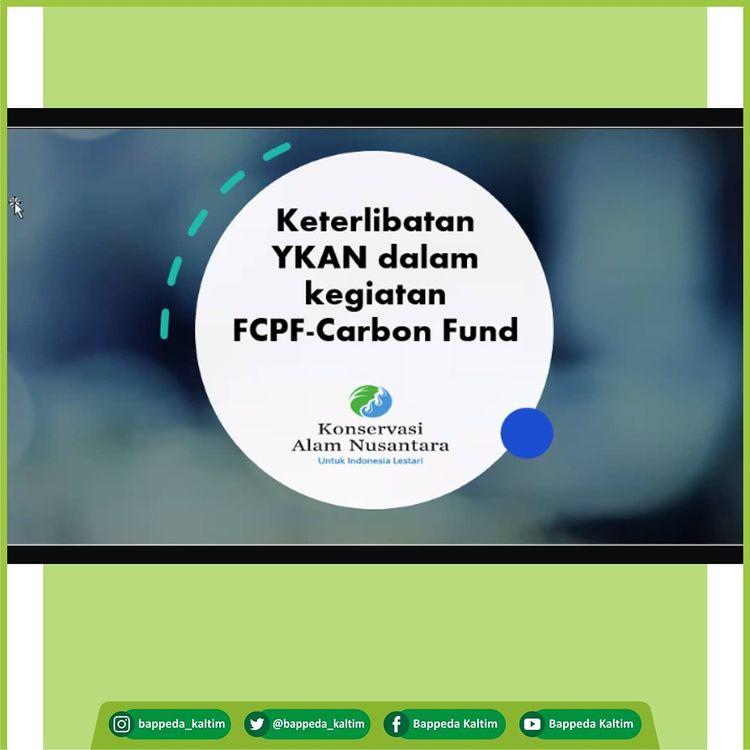 Keterlibatan
YKAN dalam
kegiatan
FCPF-Carbon Fund
Konservasi
Alam Nusantara
Untuk Indonesia Lestari
bappeda_kaltim @bappeda_kaltim Bappeda Kaltim Bappeda Kaltim